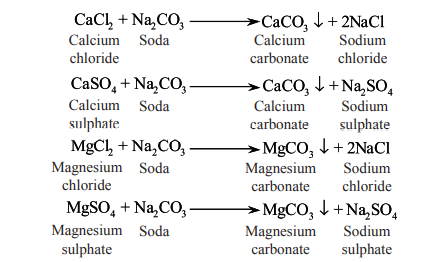 CaCl₂ + Na₂CO₃ ⟶ CaCO₃ ↓ + 2NaCl
Calcium Soda Calcium Sodium
chloride carbonate chloride
CaSO₄ + Na₂CO₃ ⟶ CaCO₃ ↓ + Na₂SO₄
Calcium Soda Calcium Sodium
sulphate carbonate sulphate
MgCl₂ + Na₂CO₃ ⟶ MgCO₃ ↓ + 2NaCl
Magnesium Soda Magnesium Sodium
chloride carbonate chloride
MgSO₄ + Na₂CO₃ ⟶ MgCO₃ ↓ + Na₂SO₄
Magnesium Soda Magnesium Sodium
sulphate carbonate sulphate